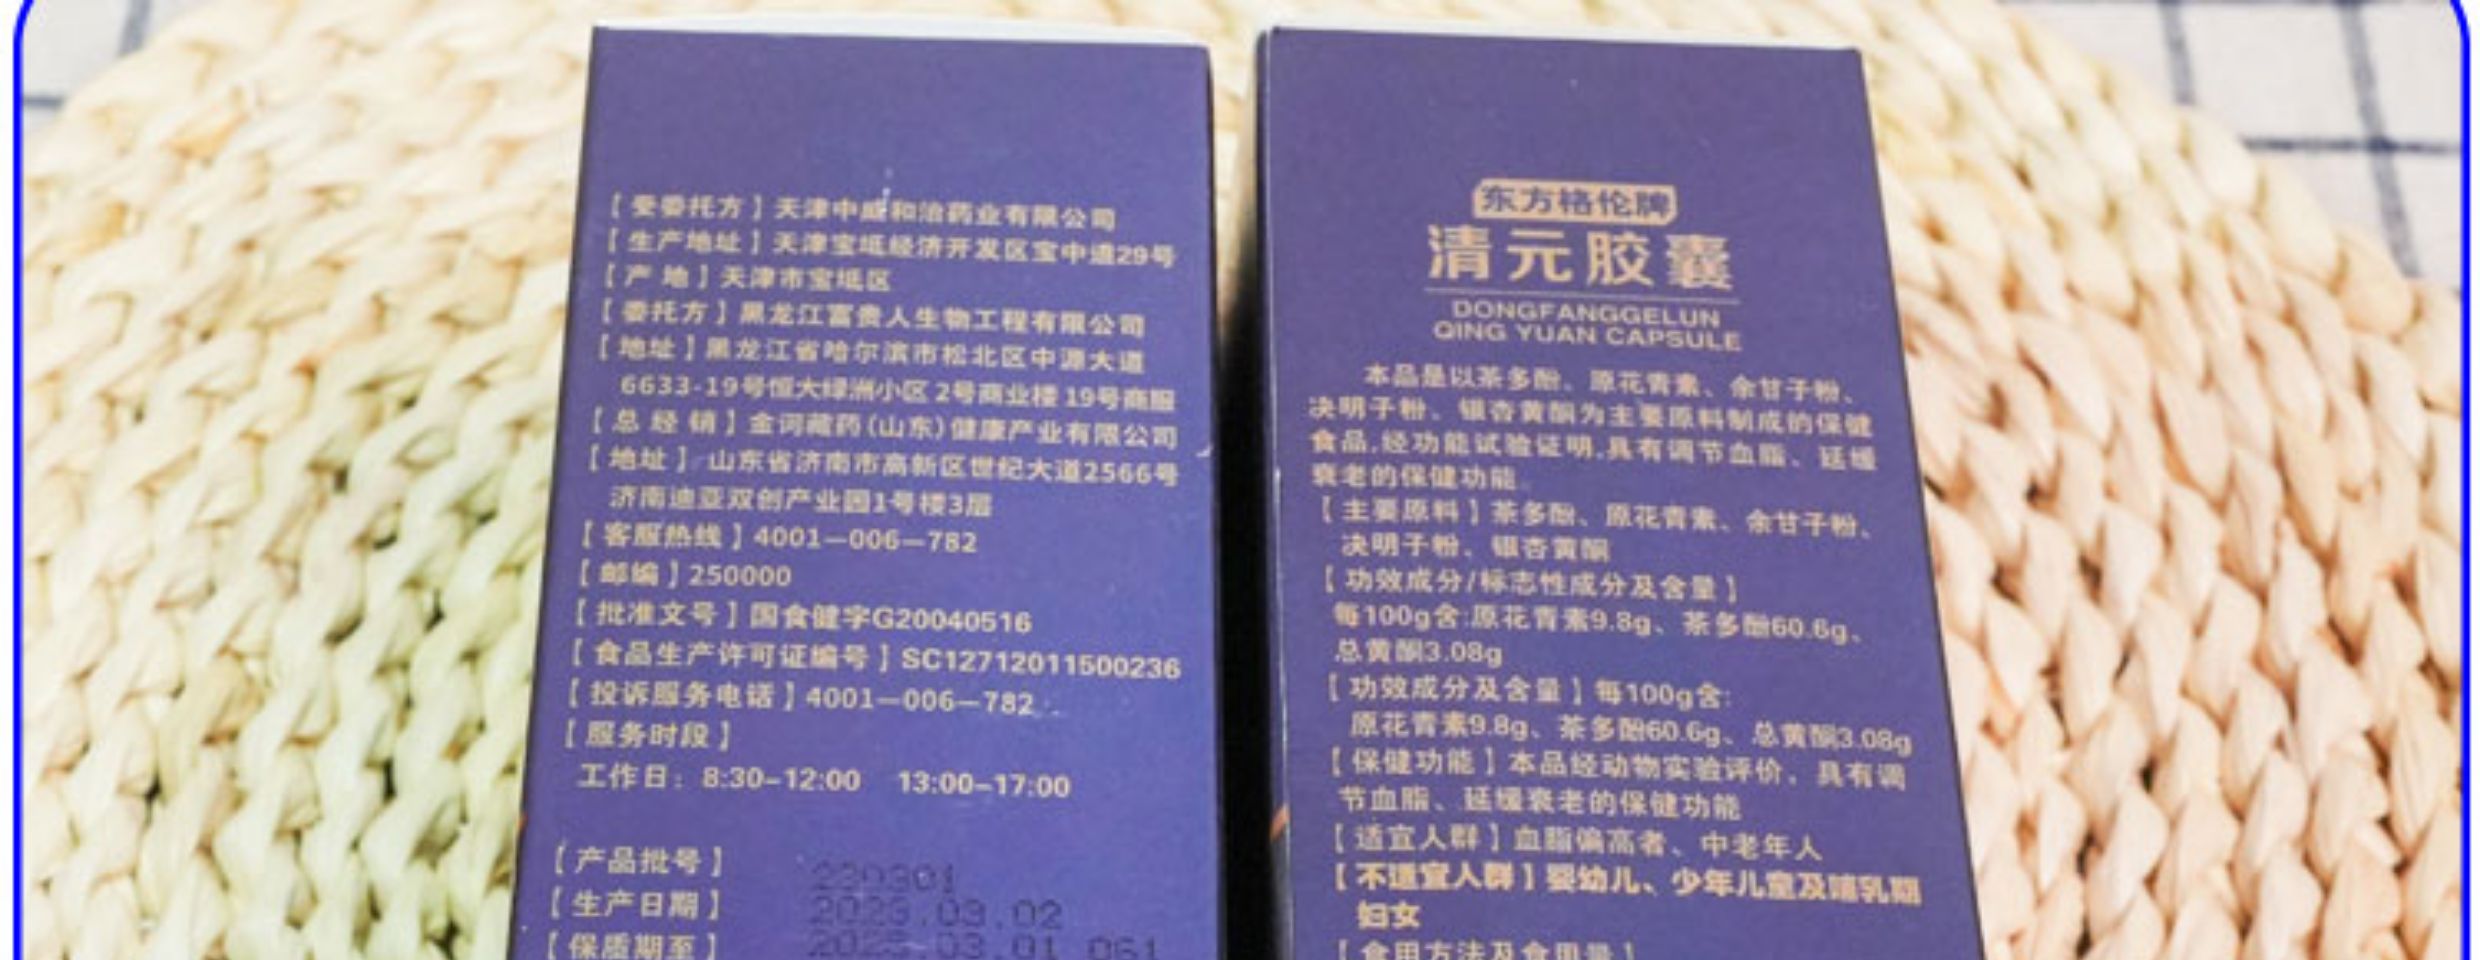 【受委托方】天津中盛和治药业有限公司
【生产地址】天津宝坻经济开发区宝中道29号
【产 地】天津市宝坻区
【委托方】黑龙江富贵人生物工程有限公司
【地址】黑龙江省哈尔滨市松北区中源大道
6633-19号恒大绿洲小区2号商业楼19号商服
【总 经 销】金诃藏药(山东)健康产业有限公司
【地址】山东省济南市高新区世纪大道2566号
济南迪亚双创产业园1号楼3层
【客服热线】4001—006—782
【邮编】250000
【批准文号】国食健字G20040516
【食品生产许可证编号】SC12712011500236
【投诉服务电话】4001—006—782
【服务时段】
工作日：8:30–12:00 13:00–17:00
【产品批号】
【生产日期】2023.03.02
【保质期至】2025.03.01
东方格伦牌
清元胶囊
DONGFANGGELUN
QING YUAN CAPSULE
本品是以茶多酚、原花青素、余甘子粉、
决明子粉、银杏黄酮为主要原料制成的保健
食品,经功能试验证明,具有调节血脂、延缓
衰老的保健功能。
【主要原料】茶多酚、原花青素、余甘子粉、
决明子粉、银杏黄酮
【功效成分/标志性成分及含量】
每100g含:原花青素9.8g、茶多酚60.6g、
总黄酮3.08g
【功效成分及含量】每100g含:
原花青素9.8g、茶多酚60.6g、总黄酮3.08g
【保健功能】本品经动物实验评价、具有调
节血脂、延缓衰老的保健功能
【适宜人群】血脂偏高者、中老年人
【不适宜人群】婴幼儿、少年儿童及哺乳期
妇女
【食用方法及食用量】